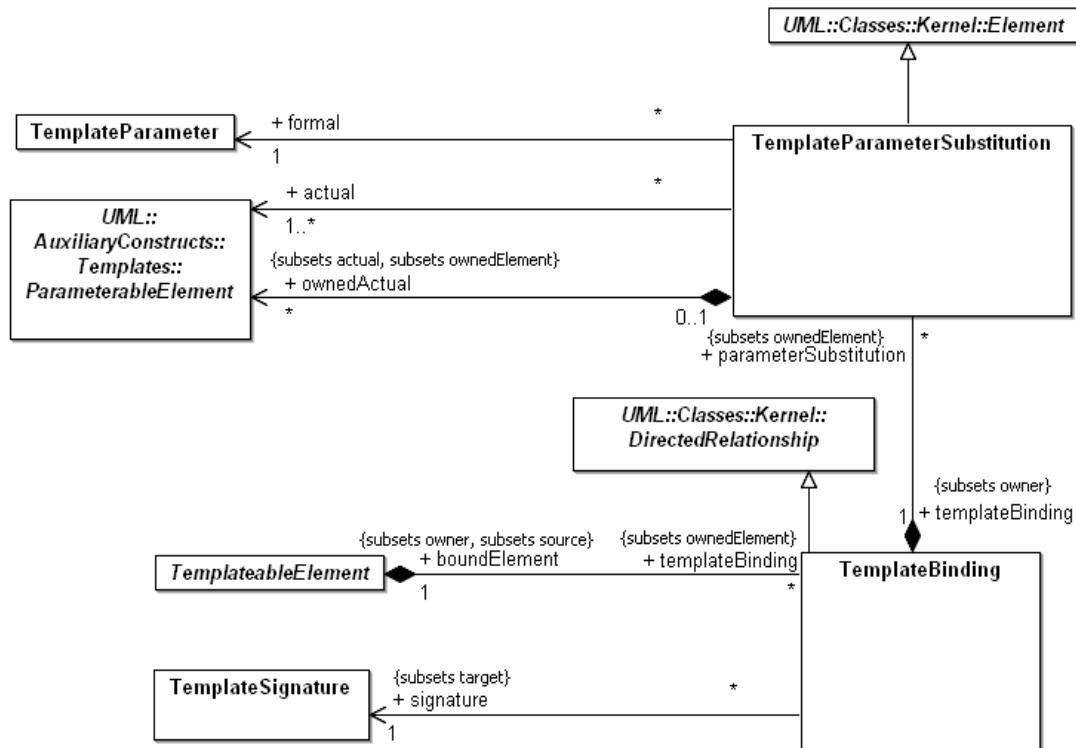 UML::Classes::Kernel::Element
TemplateParameter
+ formal
1
*
TemplateParameterSubstitution
+ actual
1..*
*
UML::
AuxiliaryConstructs::
Templates::
ParameterableElement
{subsets actual, subsets ownedElement}
+ ownedActual
*
0..1
{subsets ownedElement}
+ parameterSubstitution
*
UML::Classes::Kernel::
DirectedRelationship
{subsets owner}
1
+ templateBinding
{subsets owner, subsets source}
+ boundElement
1
{subsets ownedElement}
+ templateBinding
*
TemplateableElement
TemplateBinding
TemplateSignature
{subsets target}
+ signature
1
*